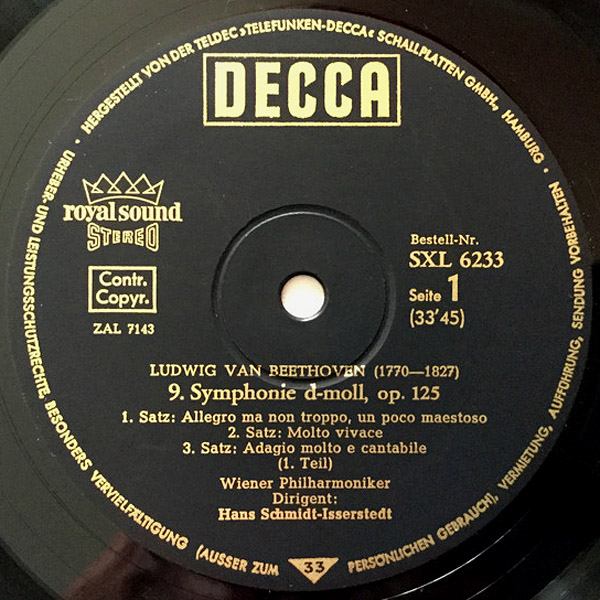 · HERGESTELLT VON DER TELDEC »TELEFUNKEN-DECCA« SCHALLPLATTEN GMBH., HAMBURG ·
URHEBER- UND LEISTUNGSSCHUTZRECHTE, BESONDERS VERVIELFÄLTIGUNG (AUSSER ZUM PERSÖNLICHEN GEBRAUCH), VERMIETUNG, AUFFÜHRUNG, SENDUNG VORBEHALTEN
DECCA
royal sound
STEREO
Contr.
Copyr.
ZAL 7143
Bestell-Nr.
SXL 6233
Seite 1
(33'45)
LUDWIG VAN BEETHOVEN (1770—1827)
9. Symphonie d-moll, op. 125
1. Satz: Allegro ma non troppo, un poco maestoso
2. Satz: Molto vivace
3. Satz: Adagio molto e cantabile
(1. Teil)
Wiener Philharmoniker
Dirigent:
Hans Schmidt-Isserstedt
33